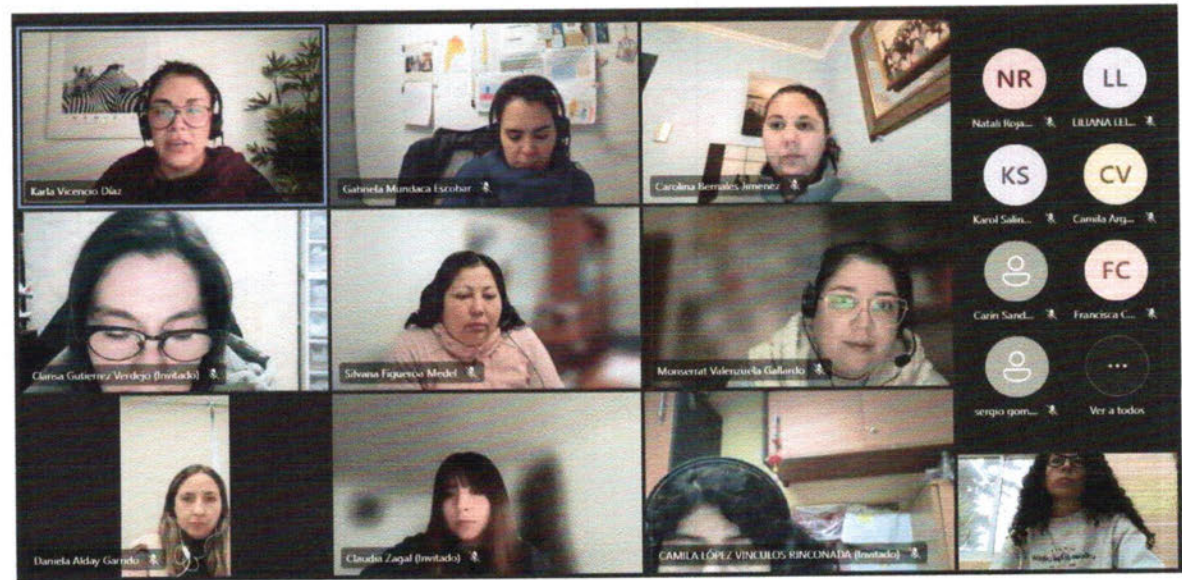 Karla Vicencio Díaz
Gabriela Mundaca Escobar
Carolina Bernales Jimenez
NR
LL
Natali Roja...
LILIANA LEL...
KS
CV
Karol Salin...
Camila Arg...
Clarisa Gutierrez Verdejo (Invitado)
Silvana Figueroa Medel
Monserrat Valenzuela Gallardo
FC
Carin Sand...
Francisca C...
sergio gom...
Ver a todos
Daniela Alday Garrido
Claudia Zagal (Invitado)
CAMILA LÓPEZ VINCULOS RINCONADA (Invitado)